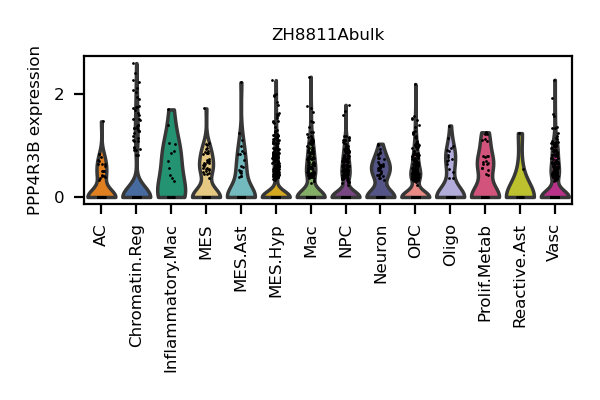 ZH8811Abulk
PPP4R3B expression
2
0
AC
Chromatin.Reg
Inflammatory.Mac
MES
MES.Ast
MES.Hyp
Mac
NPC
Neuron
OPC
Oligo
Prolif.Metab
Reactive.Ast
Vasc